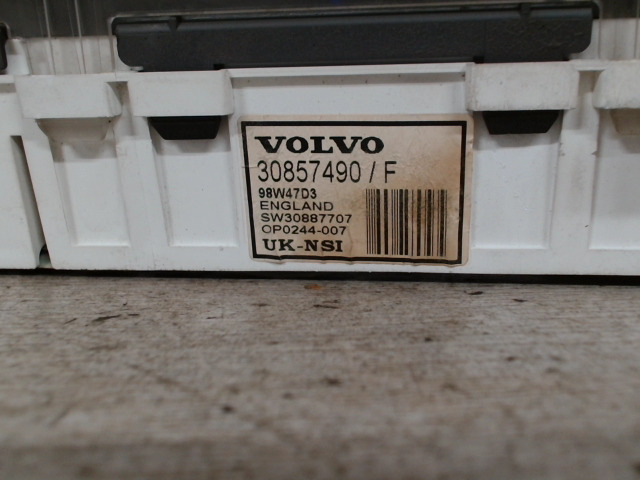 VOLVO
30857490 / F
98W47D3
ENGLAND
SW30887707
OP0244-007
UK-NSI